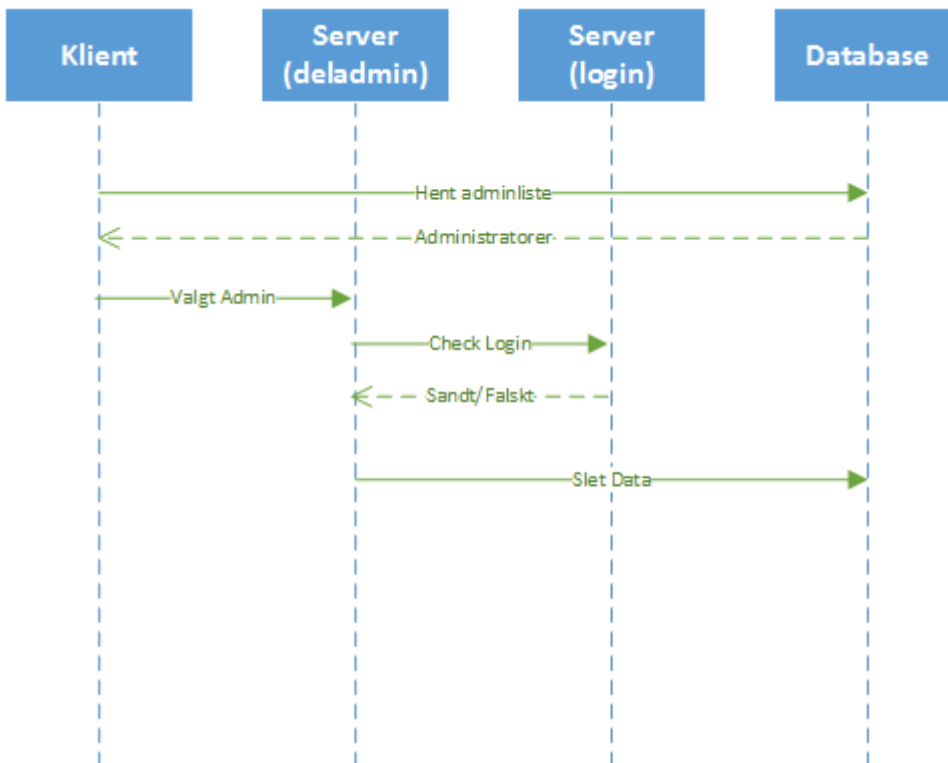 Klient
Server
(deladmin)
Server
(login)
Database
Hent adminliste
Administratorer
Valgt Admin
Check Login
Sandt/Falskt
Slet Data